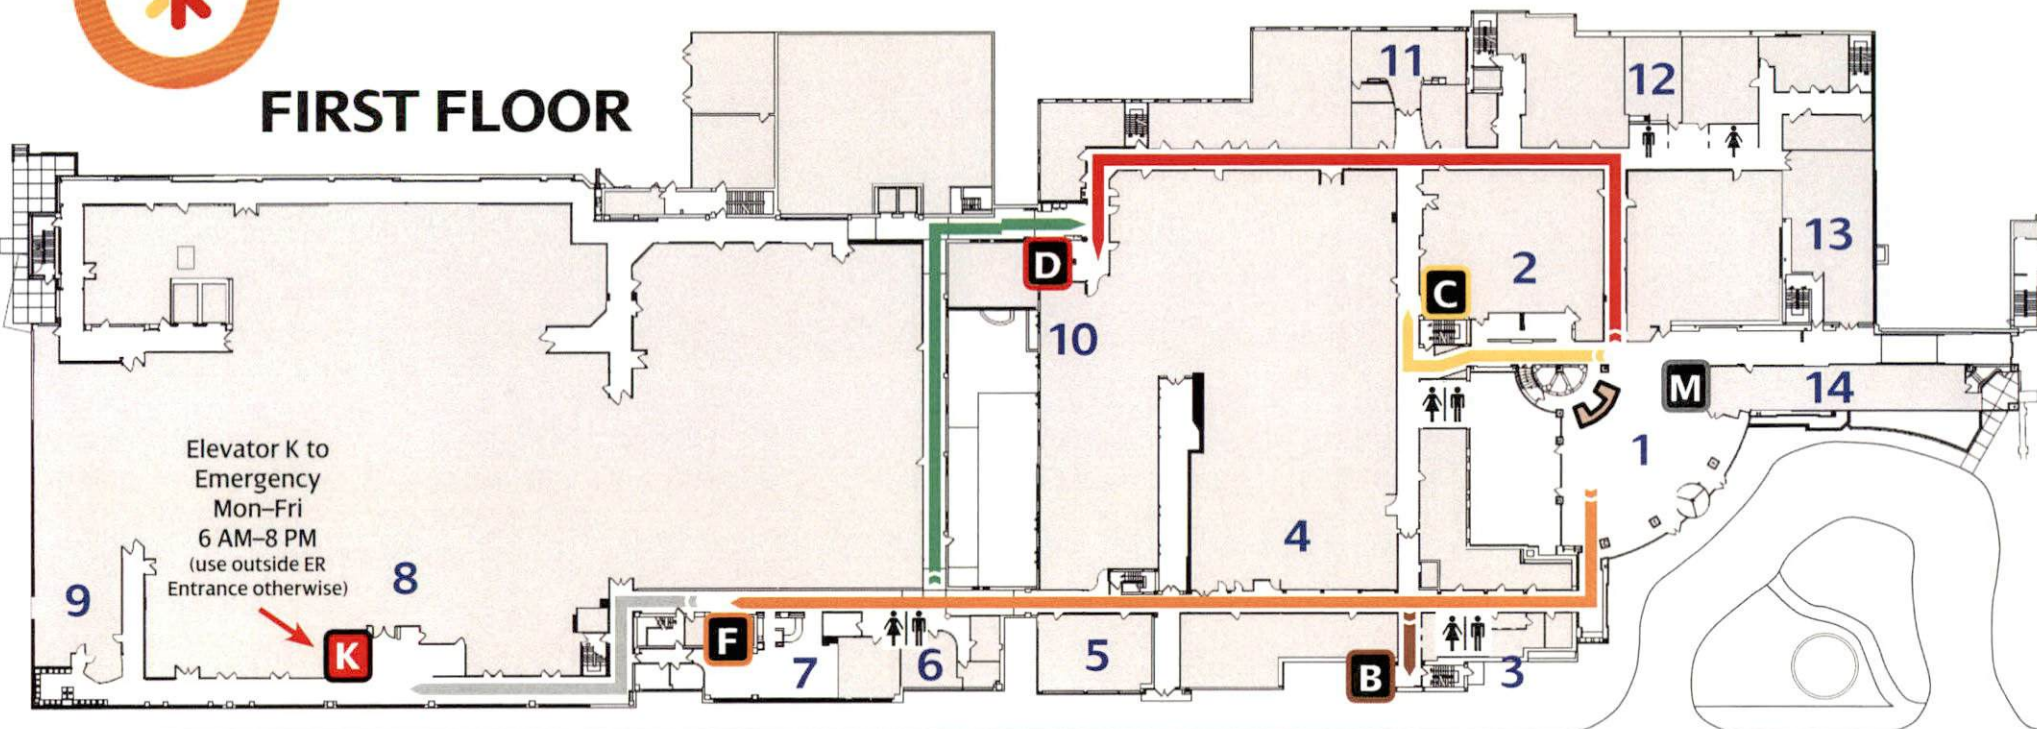 FIRST FLOOR
11
12
13
2
D
C
10
M
14
1
Elevator K to
Emergency
Mon–Fri
6 AM–8 PM
(use outside ER
Entrance otherwise)
4
9
8
K
F
7
6
5
B
3